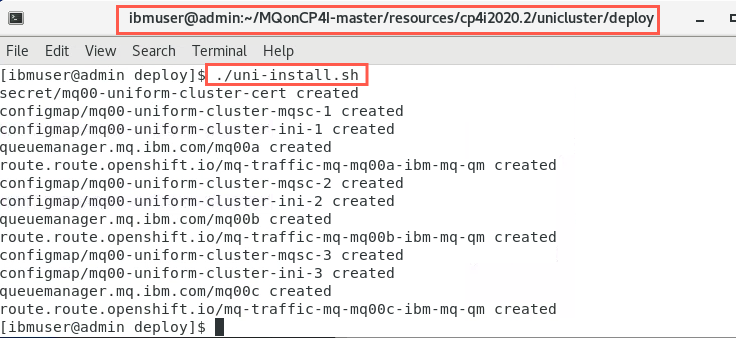 ibmuser@admin:~/MQonCP4I-master/resources/cp4i2020.2/unicluster/deploy
File Edit View Search Terminal Help
[ibmuser@admin deploy]$ ./uni-install.sh
secret/mq00-uniform-cluster-cert created
configmap/mq00-uniform-cluster-mqsc-1 created
configmap/mq00-uniform-cluster-ini-1 created
queuemanager.mq.ibm.com/mq00a created
route.route.openshift.io/mq-traffic-mq-mq00a-ibm-mq-qm created
configmap/mq00-uniform-cluster-mqsc-2 created
configmap/mq00-uniform-cluster-ini-2 created
queuemanager.mq.ibm.com/mq00b created
route.route.openshift.io/mq-traffic-mq-mq00b-ibm-mq-qm created
configmap/mq00-uniform-cluster-mqsc-3 created
configmap/mq00-uniform-cluster-ini-3 created
queuemanager.mq.ibm.com/mq00c created
route.route.openshift.io/mq-traffic-mq-mq00c-ibm-mq-qm created
[ibmuser@admin deploy]$